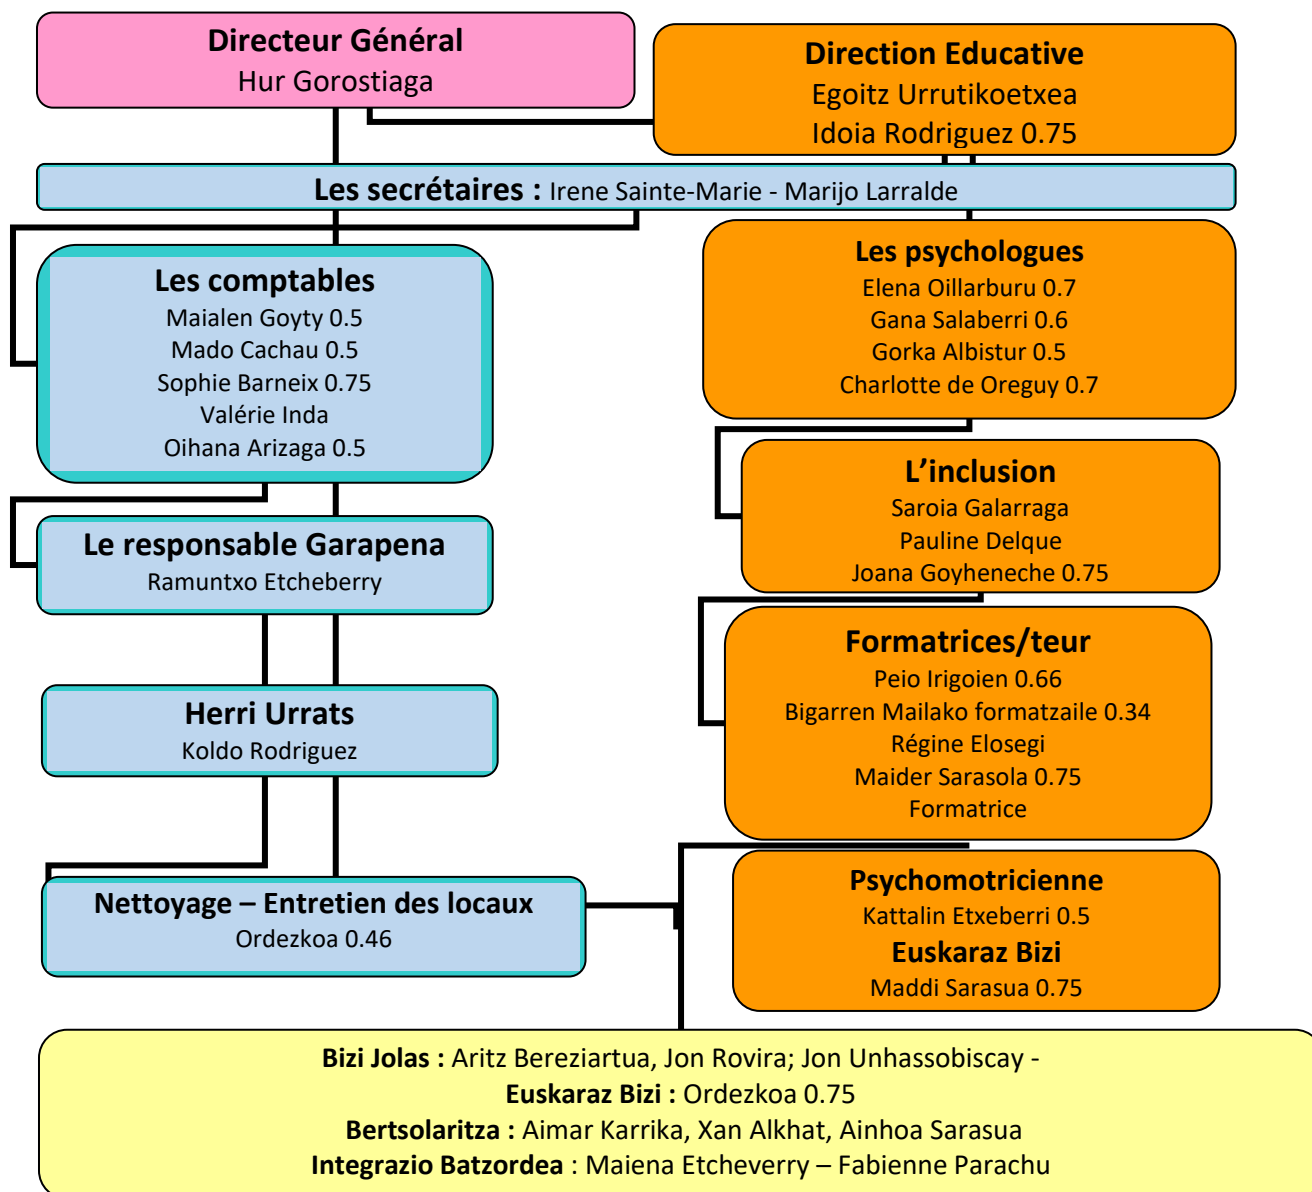 Directeur Général
Hur Gorostiaga
Direction Educative
Egoitz Urrutikoetxea
Idoia Rodriguez 0.75
Les secrétaires : Irene Sainte-Marie - Marijo Larralde
Les comptables
Maialen Goyty 0.5
Mado Cachau 0.5
Sophie Barneix 0.75
Valérie Inda
Oihana Arizaga 0.5
Les psychologues
Elena Oillarburu 0.7
Gana Salaberri 0.6
Gorka Albistur 0.5
Charlotte de Oreguy 0.7
L’inclusion
Saroia Galarraga
Pauline Delque
Joana Goyheneche 0.75
Le responsable Garapena
Ramuntxo Etcheberry
Formatrices/teur
Peio Irigoien 0.66
Bigarren Mailako formatzaile 0.34
Régine Elosegi
Maider Sarasola 0.75
Formatrice
Herri Urrats
Koldo Rodriguez
Nettoyage – Entretien des locaux
Ordezkoa 0.46
Psychomotricienne
Kattalin Etxeberri 0.5
Euskaraz Bizi
Maddi Sarasua 0.75
Bizi Jolas : Aritz Bereziartua, Jon Rovira; Jon Unhassobiscay -
Euskaraz Bizi : Ordezkoa 0.75
Bertsolaritza : Aimar Karrika, Xan Alkhat, Ainhoa Sarasua
Integrazio Batzordea : Maiena Etcheverry – Fabienne Parachu